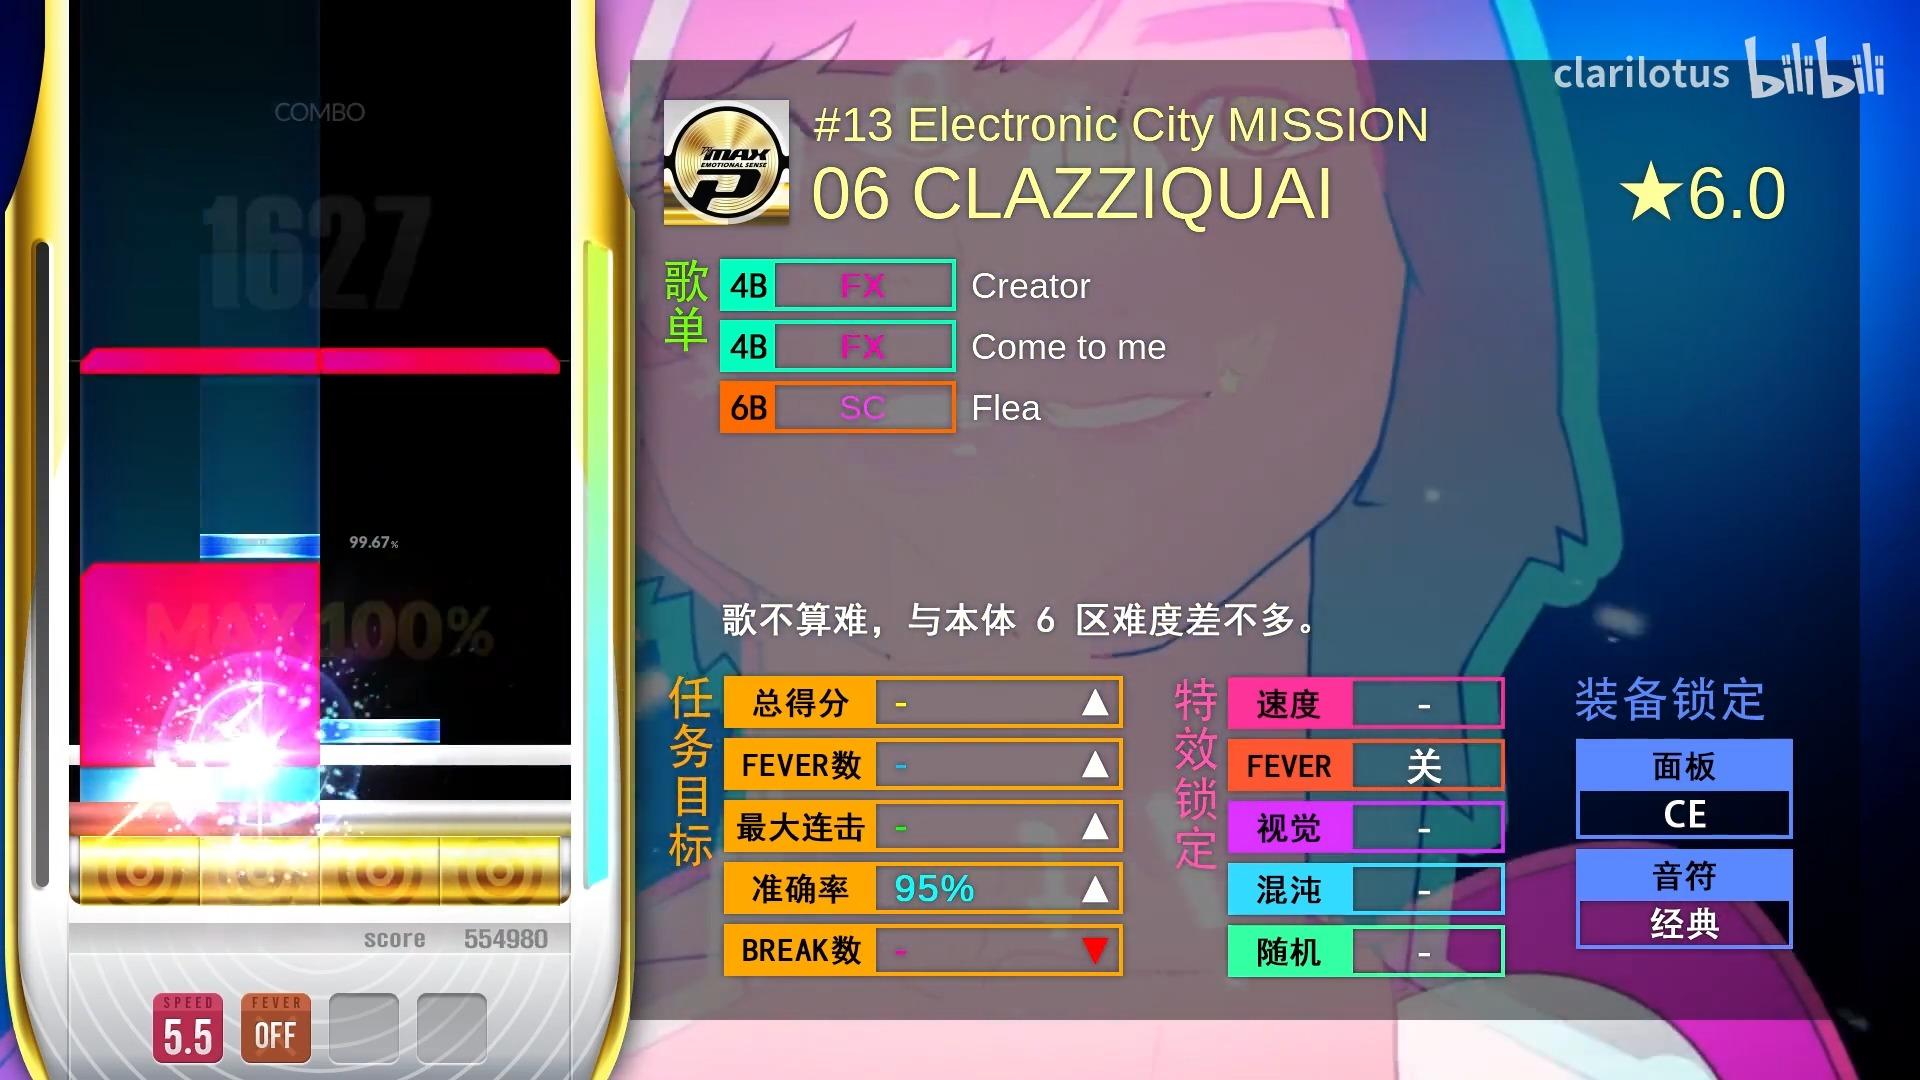 clarilotus bilibili
COMBO
1627
99.67%
MAX 100%
score 554980
SPEED
5.5
FEVER
OFF
MAX
EMOTIONAL SENSE
P
#13 Electronic City MISSION
06 CLAZZIQUAI
★6.0
歌单
4B FX Creator
4B FX Come to me
6B SC Flea
歌不算难，与本体 6 区难度差不多。
任务目标
总得分 - ▲
FEVER数 - ▲
最大连击 - ▲
准确率 95% ▲
BREAK数 - ▼
特效锁定
速度 -
FEVER 关
视觉 -
混沌 -
随机 -
装备锁定
面板
CE
音符
经典